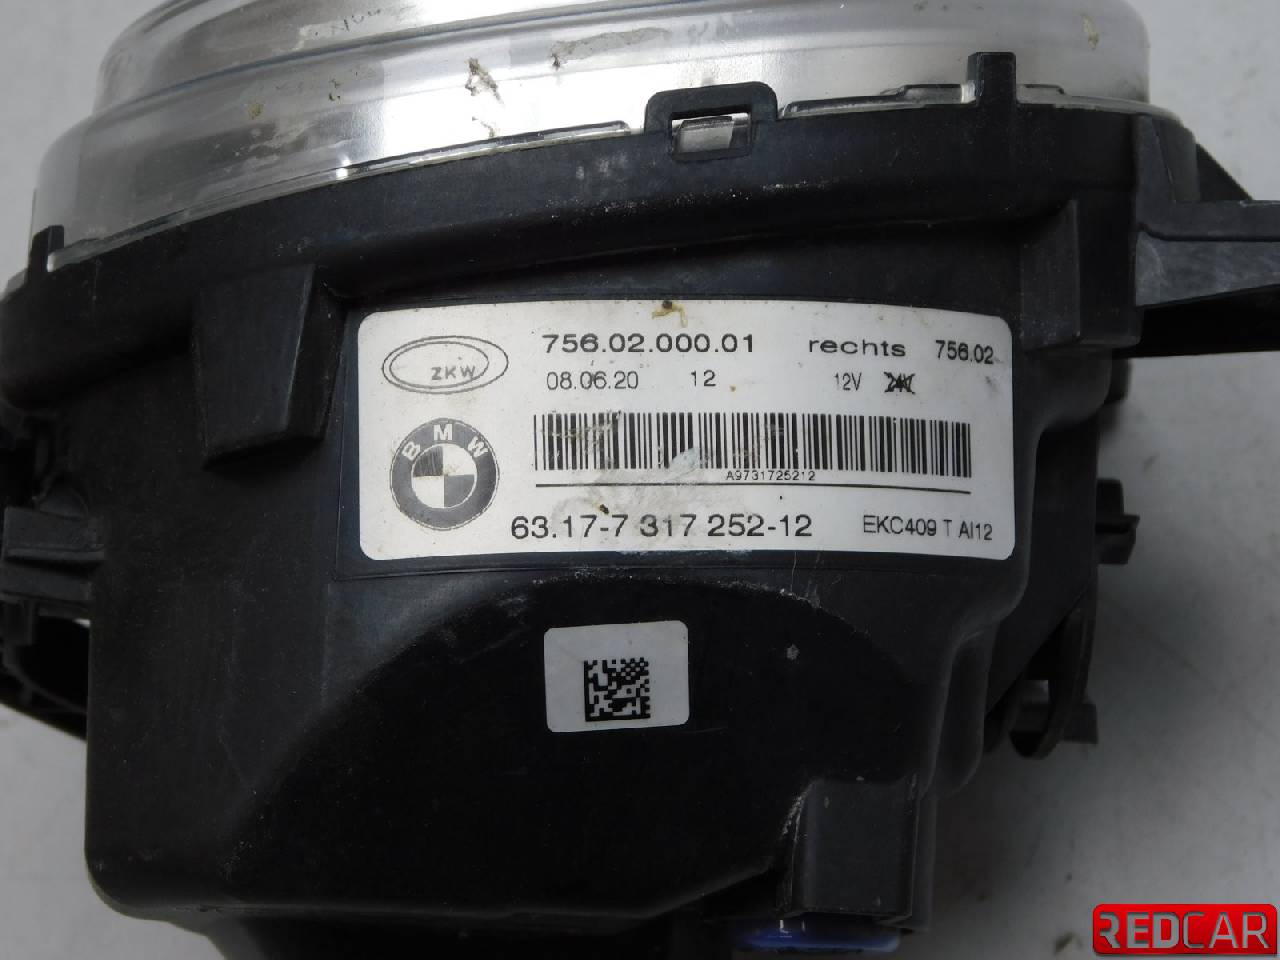 756.02.000.01 rechts 756.02
ZKW 08.06.20 12 12V 24V
BMW
A9731725212
63.17-7 317 252-12 EKC409 T AI12
REDCAR